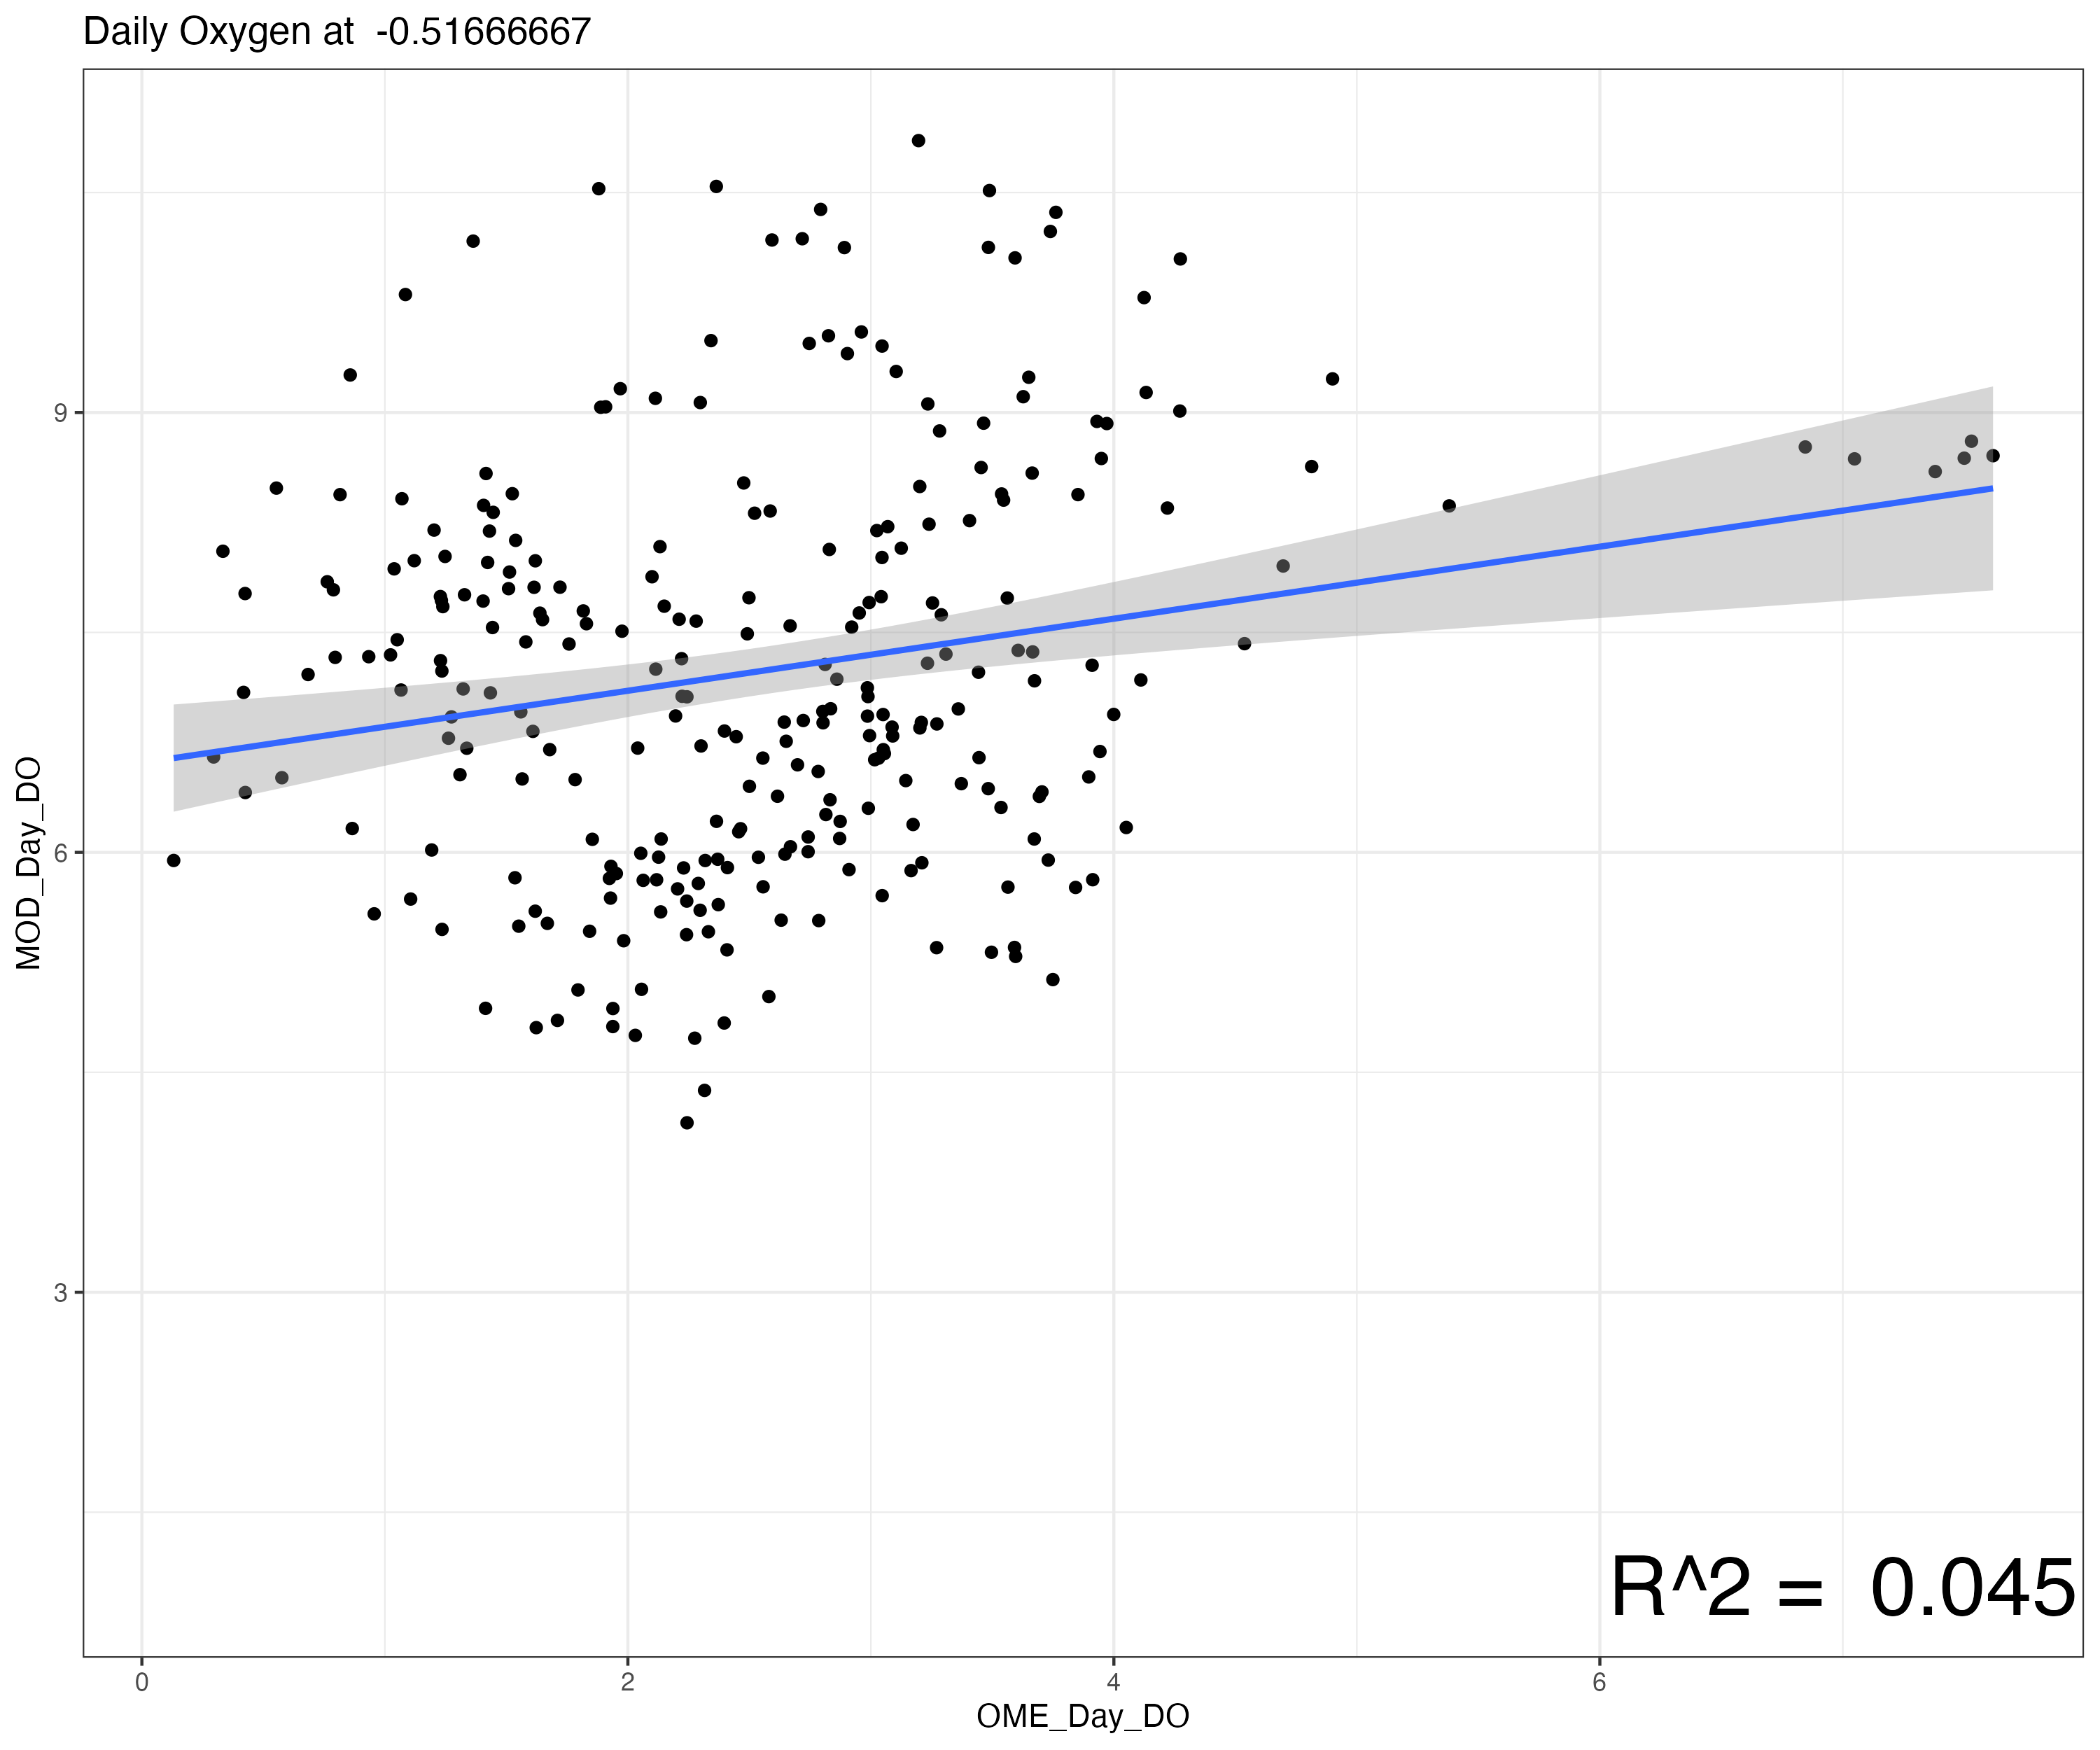 Daily Oxygen at  -0.51666667
MOD_Day_DO
9
6
3
R^2 =  0.045
0 2 4 6
OME_Day_DO